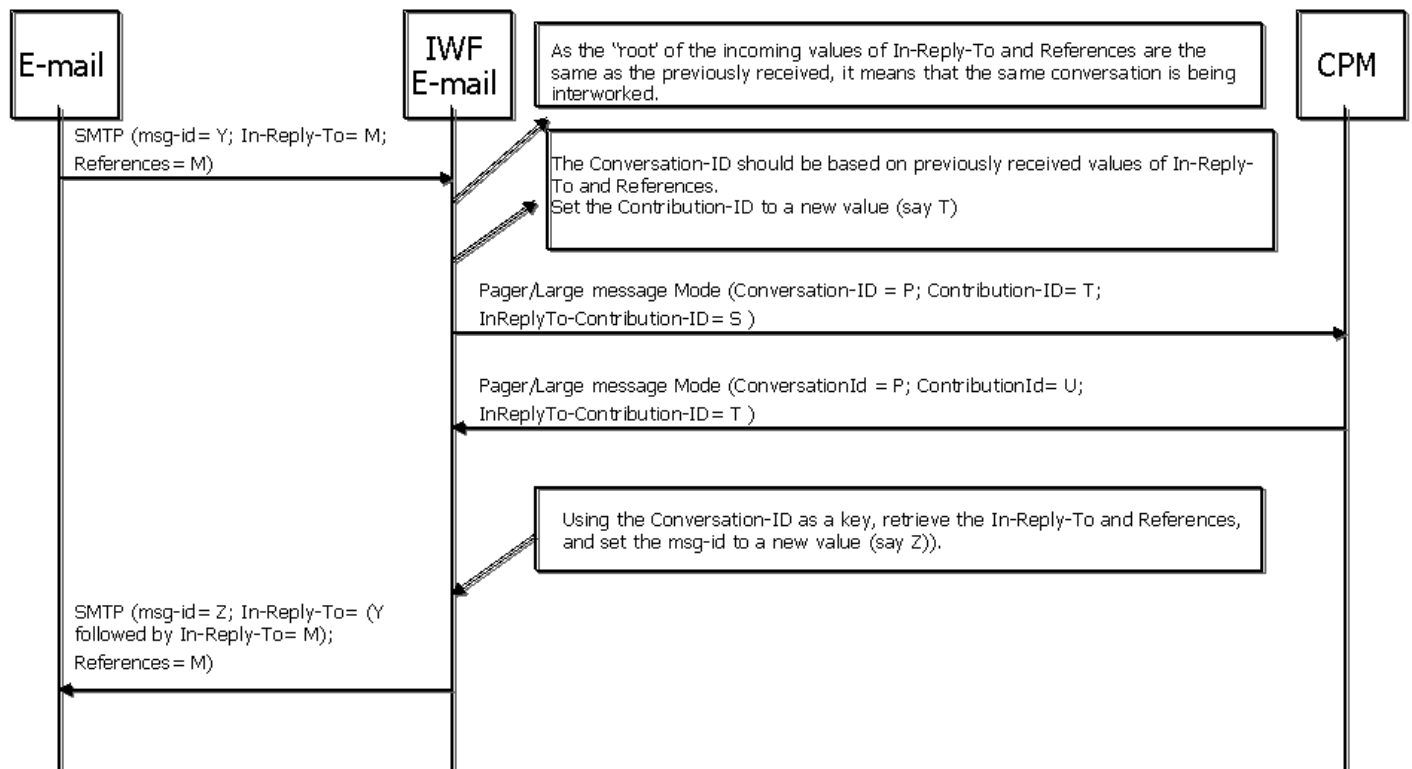 E-mail
IWF
E-mail
CPM
As the "root' of the incoming values of In-Reply-To and References are the
same as the previously received, it means that the same conversation is being
interworked.
SMTP (msg-id= Y; In-Reply-To= M;
References= M)
The Conversation-ID should be based on previously received values of In-Reply-
To and References.
Set the Contribution-ID to a new value (say T)
Pager/Large message Mode (Conversation-ID = P; Contribution-ID= T;
InReplyTo-Contribution-ID= S )
Pager/Large message Mode (ConversationId = P; ContributionId= U;
InReplyTo-Contribution-ID= T )
Using the Conversation-ID as a key, retrieve the In-Reply-To and References,
and set the msg-id to a new value (say Z)).
SMTP (msg-id= Z; In-Reply-To= (Y
followed by In-Reply-To= M);
References= M)